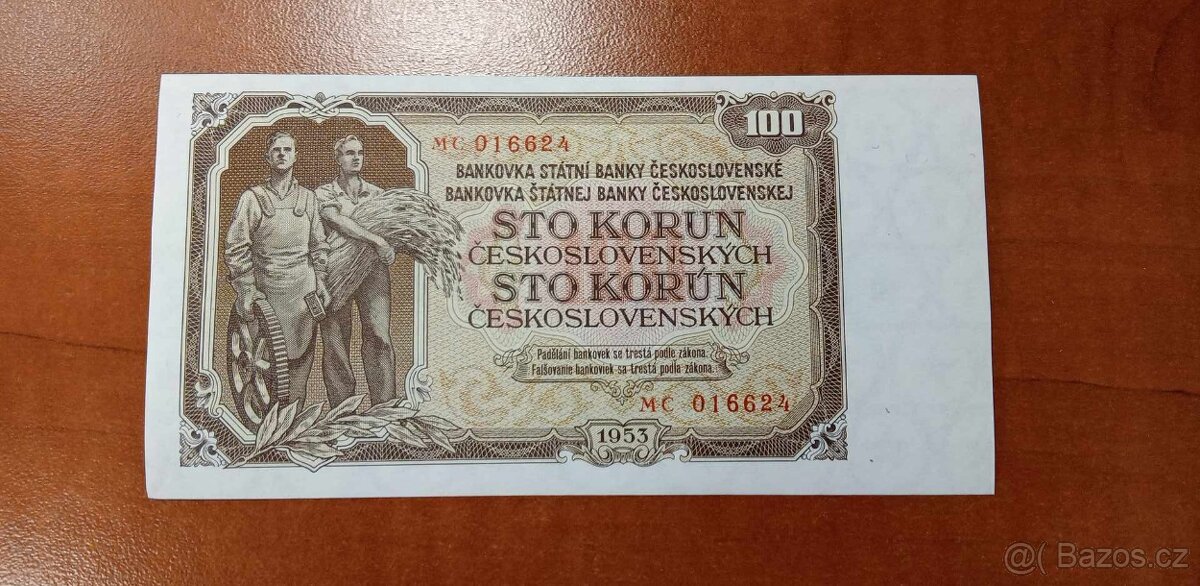 100
MC 016624
BANKOVKA STÁTNÍ BANKY ČESKOSLOVENSKÉ
BANKOVKA ŠTÁTNEJ BANKY ČESKOSLOVENSKEJ
STO KORUN
ČESKOSLOVENSKÝCH
STO KORÚN
ČESKOSLOVENSKÝCH
Padělání bankovek se trestá podle zákona.
Falšovanie bankoviek sa trestá podľa zákona.
MC 016624
1953
@( Bazos.cz